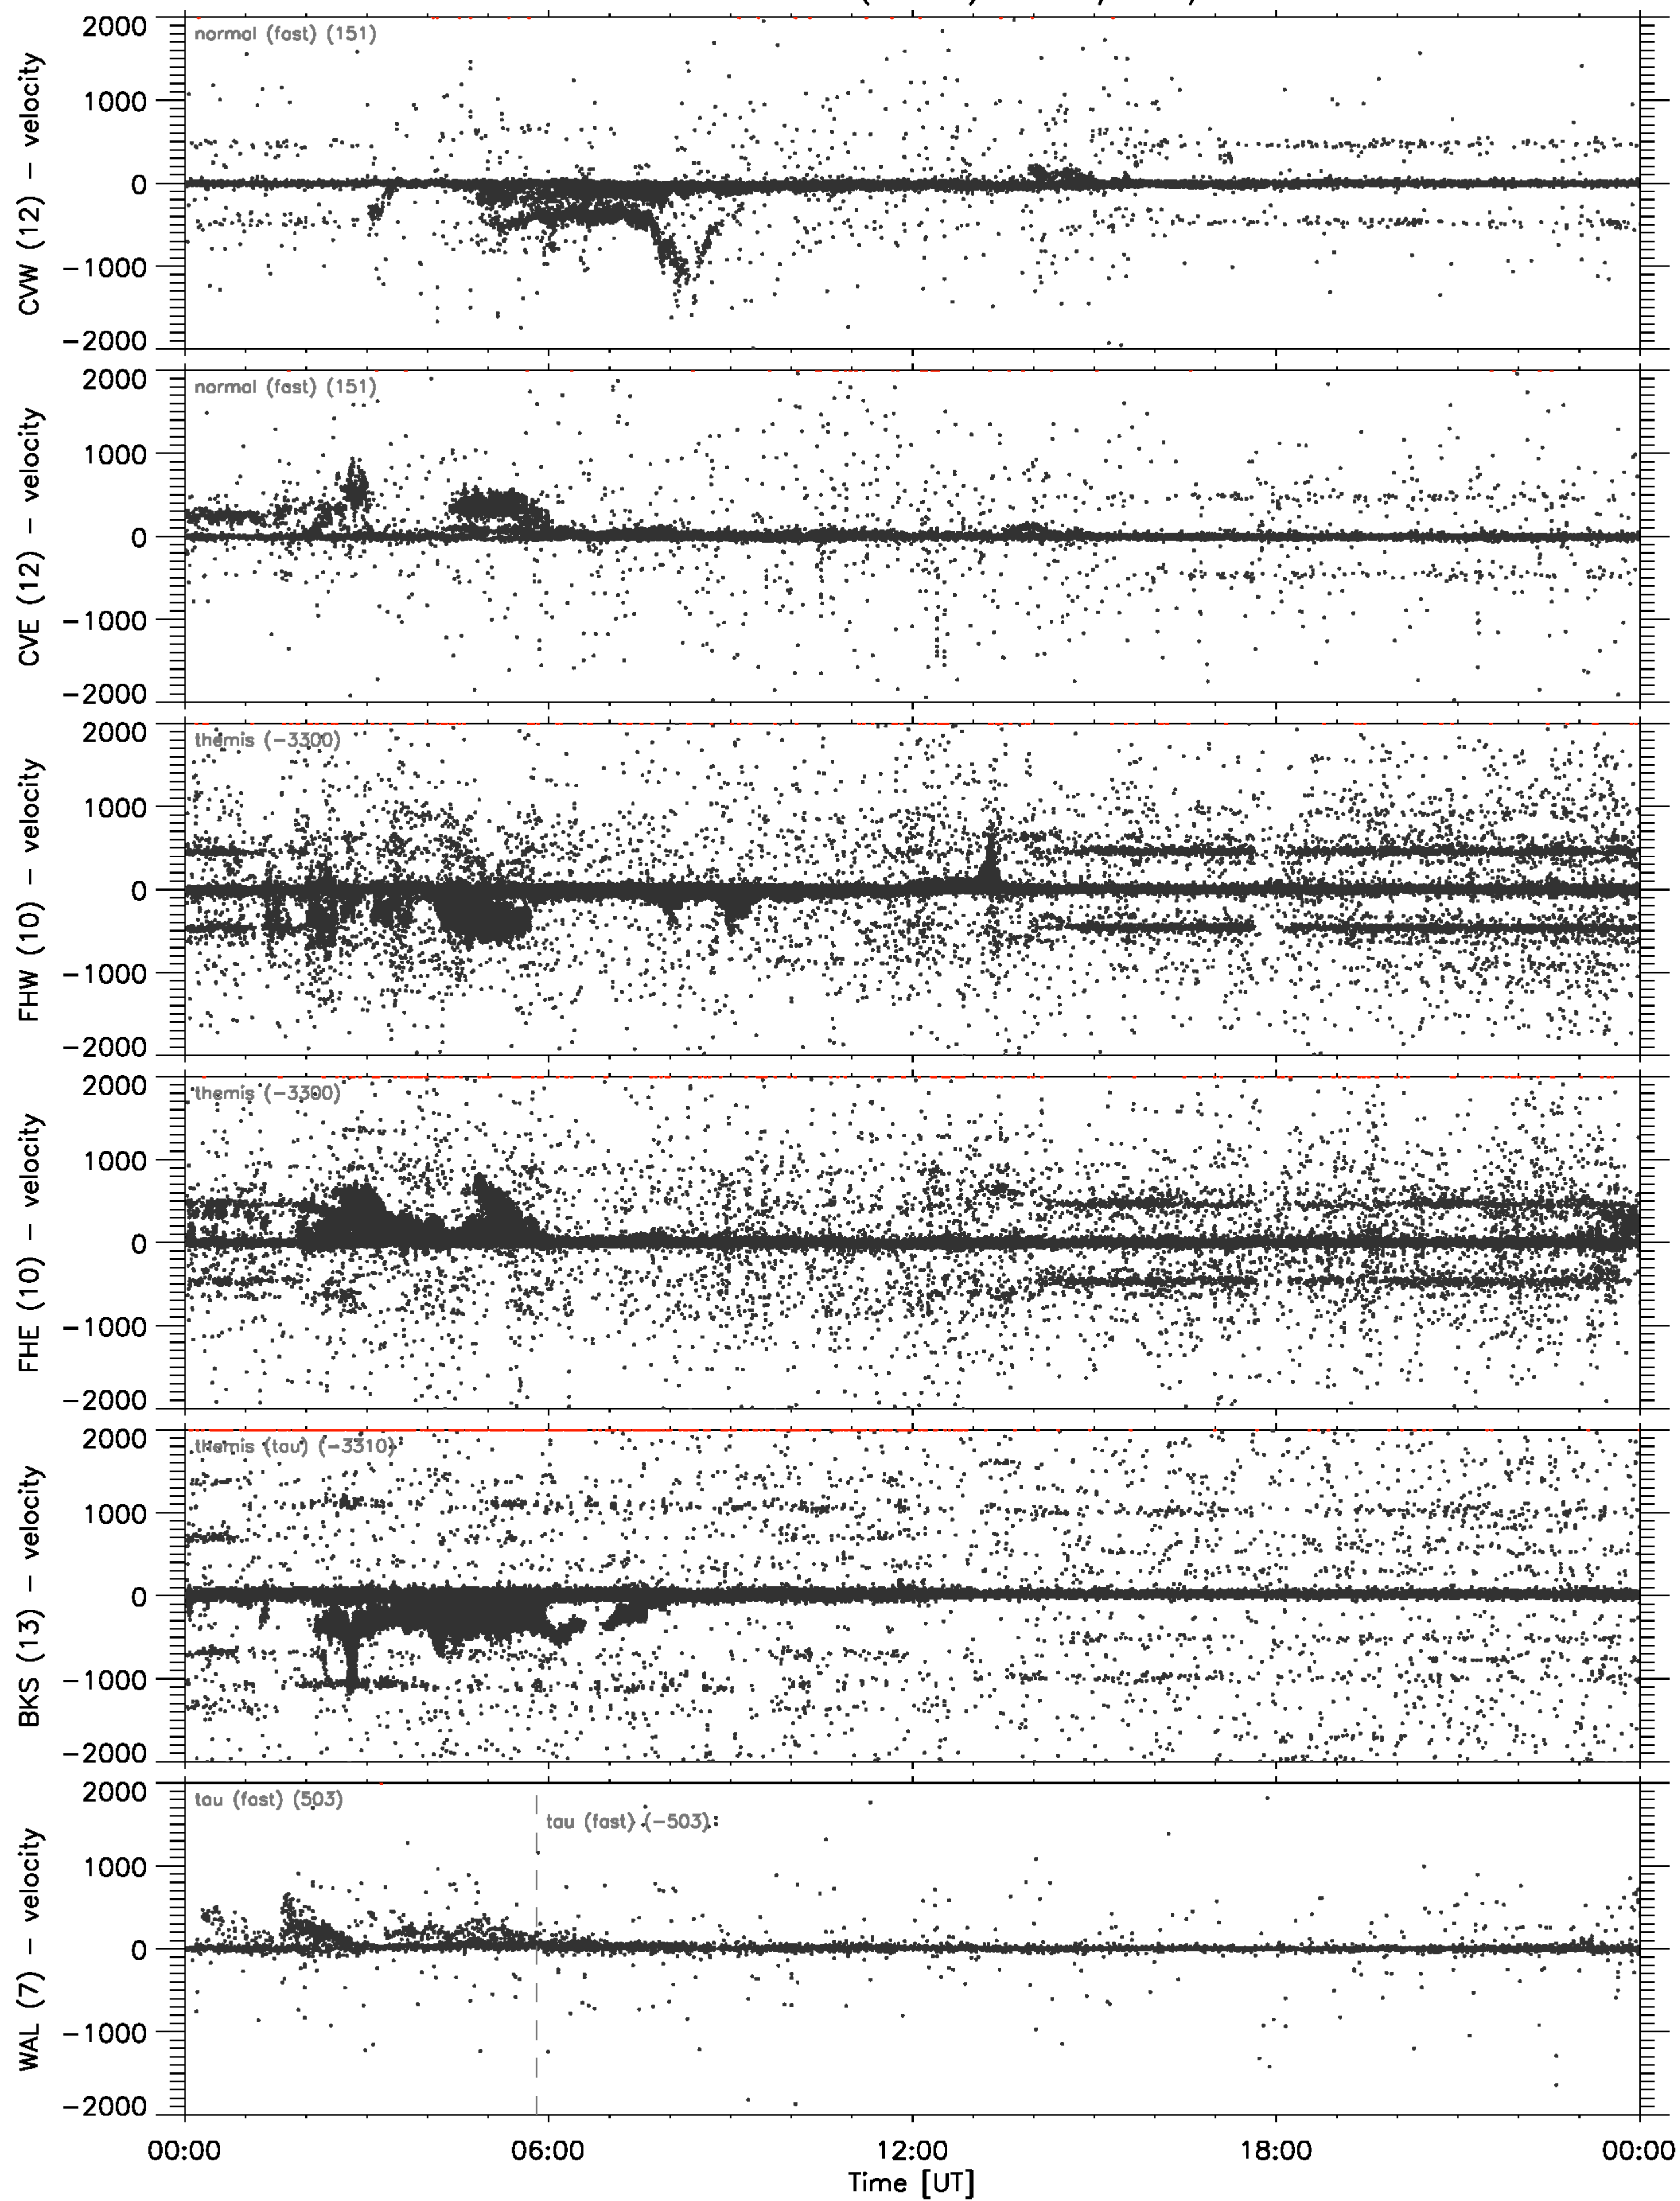 2000
normal (fast) (151)
1000
0
−1000
−2000
CVW (12) − velocity
2000
normal (fast) (151)
1000
0
−1000
−2000
CVE (12) − velocity
2000
themis (−3300)
1000
0
−1000
−2000
FHW (10) − velocity
2000
themis (−3300)
1000
0
−1000
−2000
FHE (10) − velocity
2000
themis (tau) (−3310)
1000
0
−1000
−2000
BKS (13) − velocity
2000
tau (fast) (503)
tau (fast) (−503)
1000
0
−1000
−2000
WAL (7) − velocity
00:00 06:00 12:00 18:00 00:00
Time [UT]